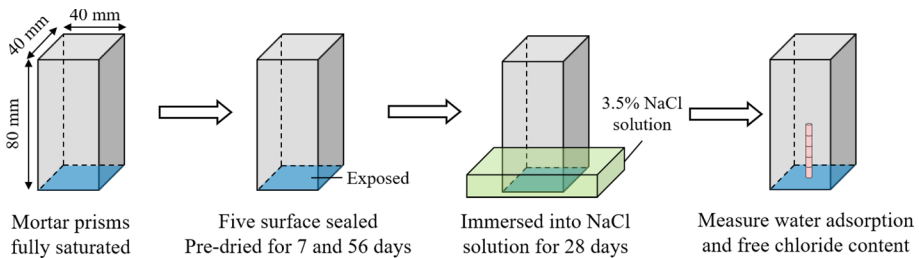 40 mm
40 mm
80 mm
Exposed
3.5% NaCl
solution
Mortar prisms
fully saturated
Five surface sealed
Pre-dried for 7 and 56 days
Immersed into NaCl
solution for 28 days
Measure water adsorption
and free chloride content